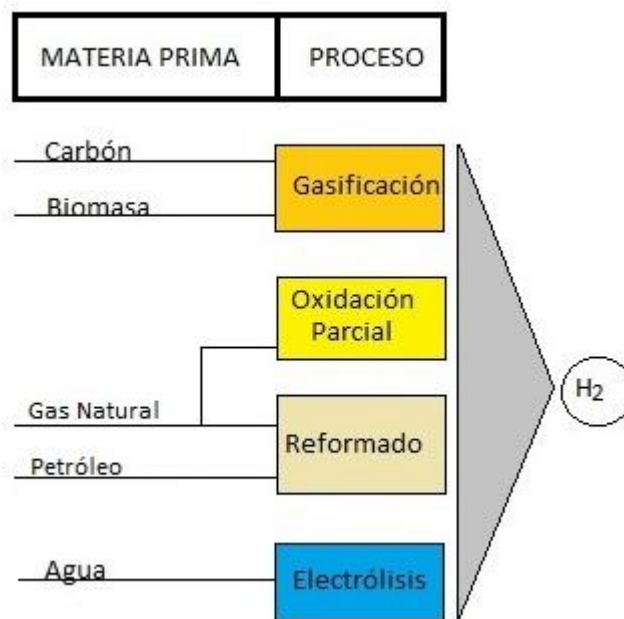 MATERIA PRIMA
PROCESO
Carbón
Biomasa
Gasificación
Oxidación
Parcial
Gas Natural
Petróleo
Reformado
Agua
Electrólisis
H2